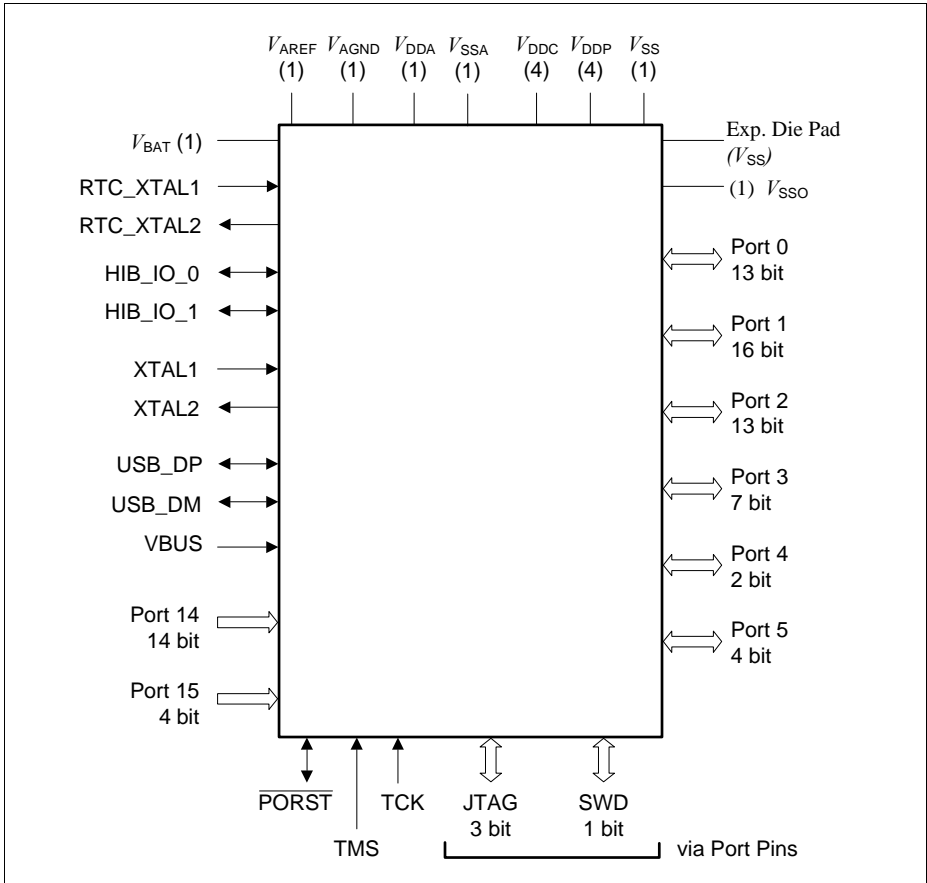 VAREF VAGND VDDA VSSA VDDC VDDP VSS
(1) (1) (1) (1) (4) (4) (1)
VBAT (1)
RTC_XTAL1
RTC_XTAL2
HIB_IO_0
HIB_IO_1
XTAL1
XTAL2
USB_DP
USB_DM
VBUS
Port 14
14 bit
Port 15
4 bit
Exp. Die Pad
(VSS)
(1) VSSO
Port 0
13 bit
Port 1
16 bit
Port 2
13 bit
Port 3
7 bit
Port 4
2 bit
Port 5
4 bit
PORST
TMS
TCK
JTAG
3 bit
SWD
1 bit
via Port Pins